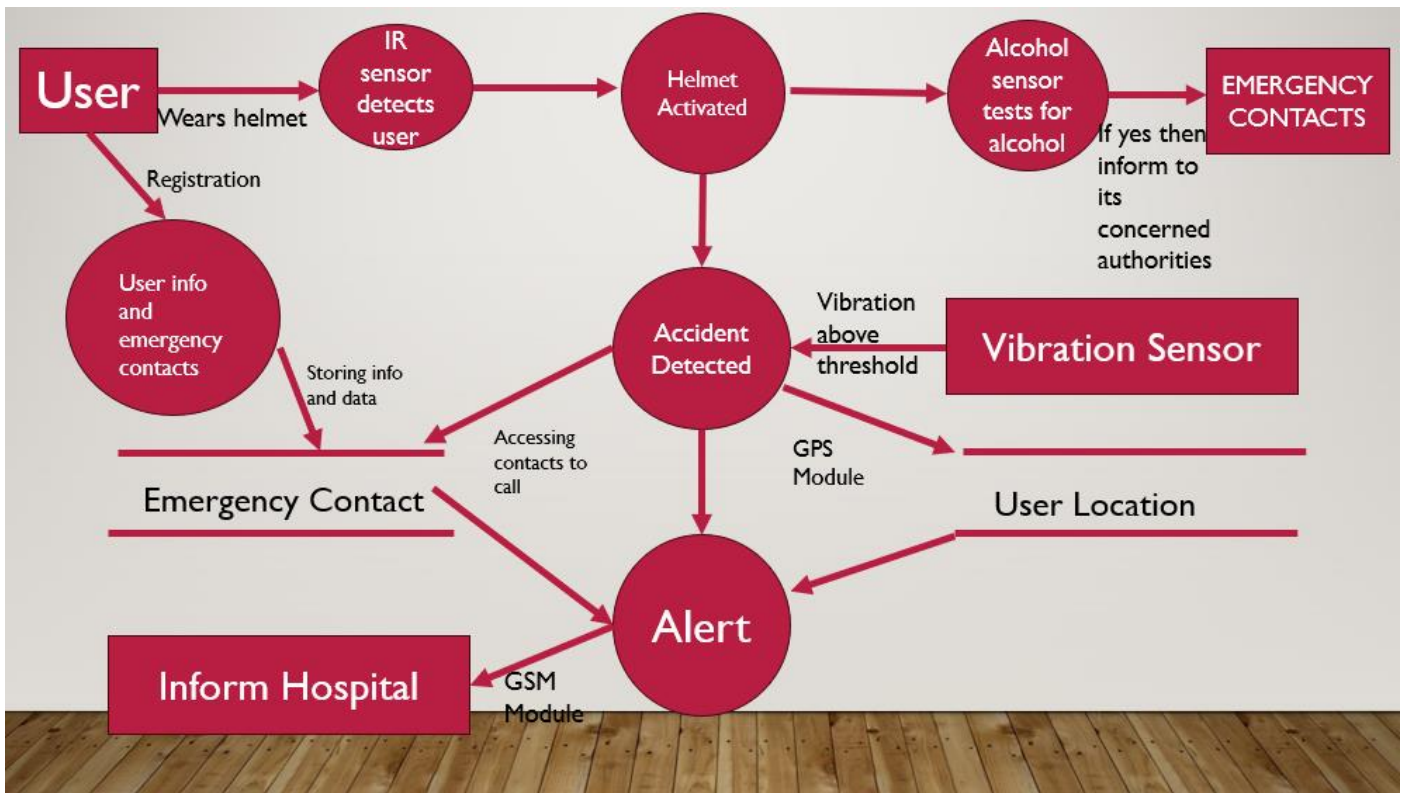 User
Wears helmet
IR
sensor
detects
user
Helmet
Activated
Alcohol
sensor
tests for
alcohol
EMERGENCY
CONTACTS
If yes then
inform to
its
concerned
authorities
Registration
User info
and
emergency
contacts
Storing info
and data
Accident
Detected
Vibration
above
threshold
Vibration Sensor
Accessing
contacts to
call
GPS
Module
Emergency Contact
User Location
Alert
Inform Hospital
GSM
Module